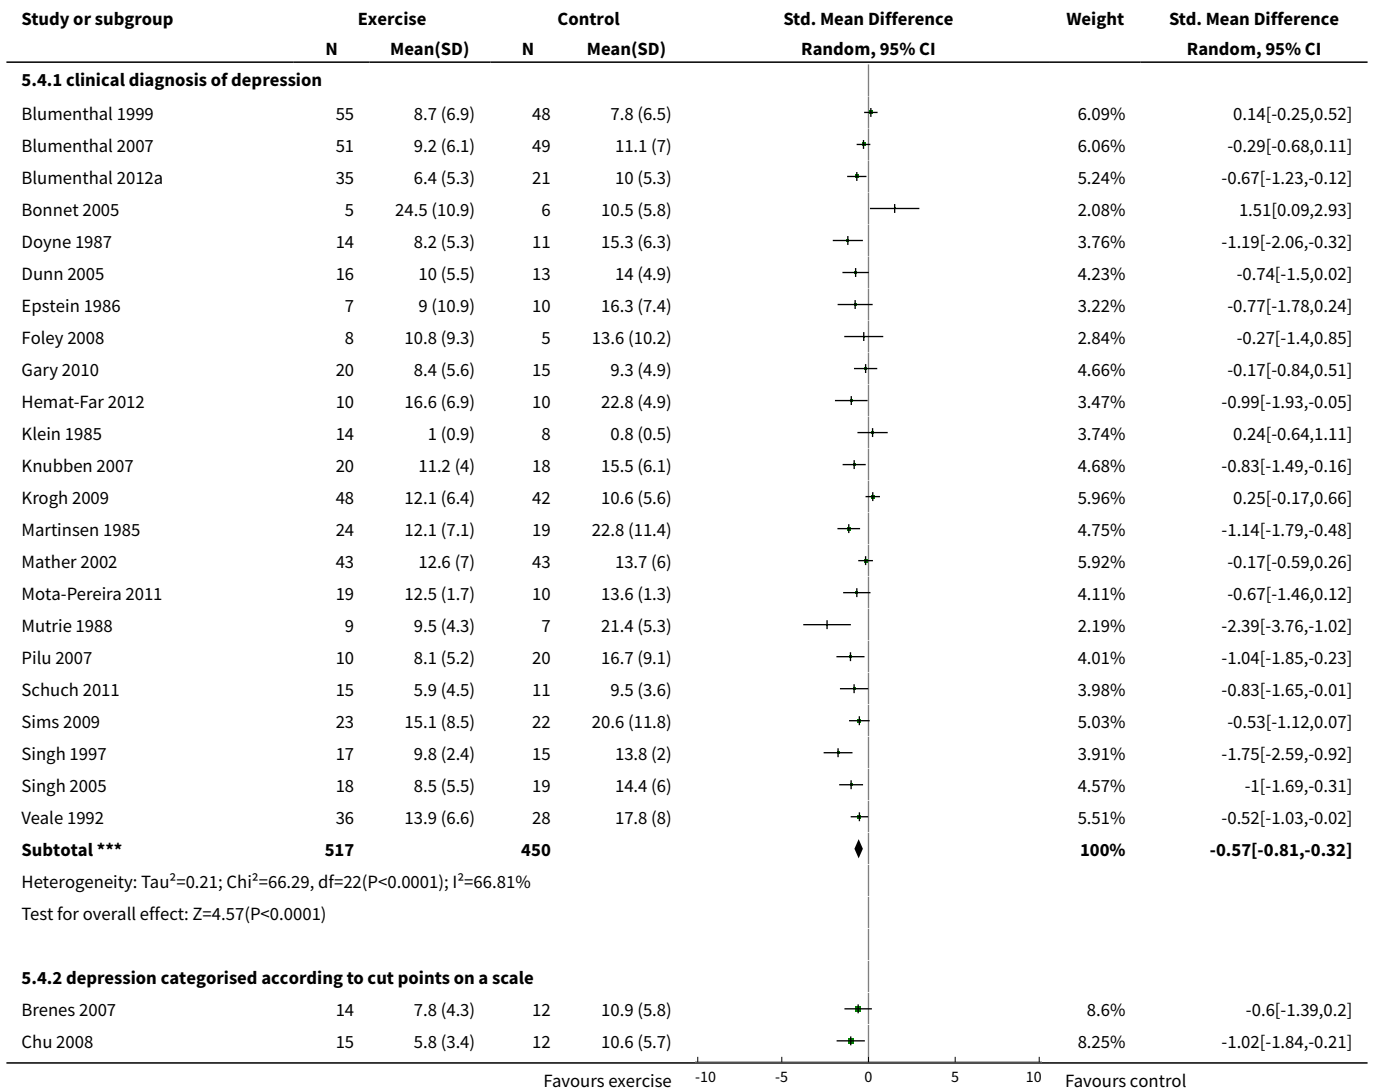 Study or subgroup Exercise Control Std. Mean Difference Weight Std. Mean Difference
N Mean(SD) N Mean(SD) Random, 95% CI Random, 95% CI
5.4.1 clinical diagnosis of depression
Blumenthal 1999 55 8.7 (6.9) 48 7.8 (6.5) 6.09% 0.14[-0.25,0.52]
Blumenthal 2007 51 9.2 (6.1) 49 11.1 (7) 6.06% -0.29[-0.68,0.11]
Blumenthal 2012a 35 6.4 (5.3) 21 10 (5.3) 5.24% -0.67[-1.23,-0.12]
Bonnet 2005 5 24.5 (10.9) 6 10.5 (5.8) 2.08% 1.51[0.09,2.93]
Doyne 1987 14 8.2 (5.3) 11 15.3 (6.3) 3.76% -1.19[-2.06,-0.32]
Dunn 2005 16 10 (5.5) 13 14 (4.9) 4.23% -0.74[-1.5,0.02]
Epstein 1986 7 9 (10.9) 10 16.3 (7.4) 3.22% -0.77[-1.78,0.24]
Foley 2008 8 10.8 (9.3) 5 13.6 (10.2) 2.84% -0.27[-1.4,0.85]
Gary 2010 20 8.4 (5.6) 15 9.3 (4.9) 4.66% -0.17[-0.84,0.51]
Hemat-Far 2012 10 16.6 (6.9) 10 22.8 (4.9) 3.47% -0.99[-1.93,-0.05]
Klein 1985 14 1 (0.9) 8 0.8 (0.5) 3.74% 0.24[-0.64,1.11]
Knubben 2007 20 11.2 (4) 18 15.5 (6.1) 4.68% -0.83[-1.49,-0.16]
Krogh 2009 48 12.1 (6.4) 42 10.6 (5.6) 5.96% 0.25[-0.17,0.66]
Martinsen 1985 24 12.1 (7.1) 19 22.8 (11.4) 4.75% -1.14[-1.79,-0.48]
Mather 2002 43 12.6 (7) 43 13.7 (6) 5.92% -0.17[-0.59,0.26]
Mota-Pereira 2011 19 12.5 (1.7) 10 13.6 (1.3) 4.11% -0.67[-1.46,0.12]
Mutrie 1988 9 9.5 (4.3) 7 21.4 (5.3) 2.19% -2.39[-3.76,-1.02]
Pilu 2007 10 8.1 (5.2) 20 16.7 (9.1) 4.01% -1.04[-1.85,-0.23]
Schuch 2011 15 5.9 (4.5) 11 9.5 (3.6) 3.98% -0.83[-1.65,-0.01]
Sims 2009 23 15.1 (8.5) 22 20.6 (11.8) 5.03% -0.53[-1.12,0.07]
Singh 1997 17 9.8 (2.4) 15 13.8 (2) 3.91% -1.75[-2.59,-0.92]
Singh 2005 18 8.5 (5.5) 19 14.4 (6) 4.57% -1[-1.69,-0.31]
Veale 1992 36 13.9 (6.6) 28 17.8 (8) 5.51% -0.52[-1.03,-0.02]
Subtotal *** 517 450 100% -0.57[-0.81,-0.32]
Heterogeneity: Tau²=0.21; Chi²=66.29, df=22(P<0.0001); I²=66.81%
Test for overall effect: Z=4.57(P<0.0001)
5.4.2 depression categorised according to cut points on a scale
Brenes 2007 14 7.8 (4.3) 12 10.9 (5.8) 8.6% -0.6[-1.39,0.2]
Chu 2008 15 5.8 (3.4) 12 10.6 (5.7) 8.25% -1.02[-1.84,-0.21]
Favours exercise -10 -5 0 5 10 Favours control